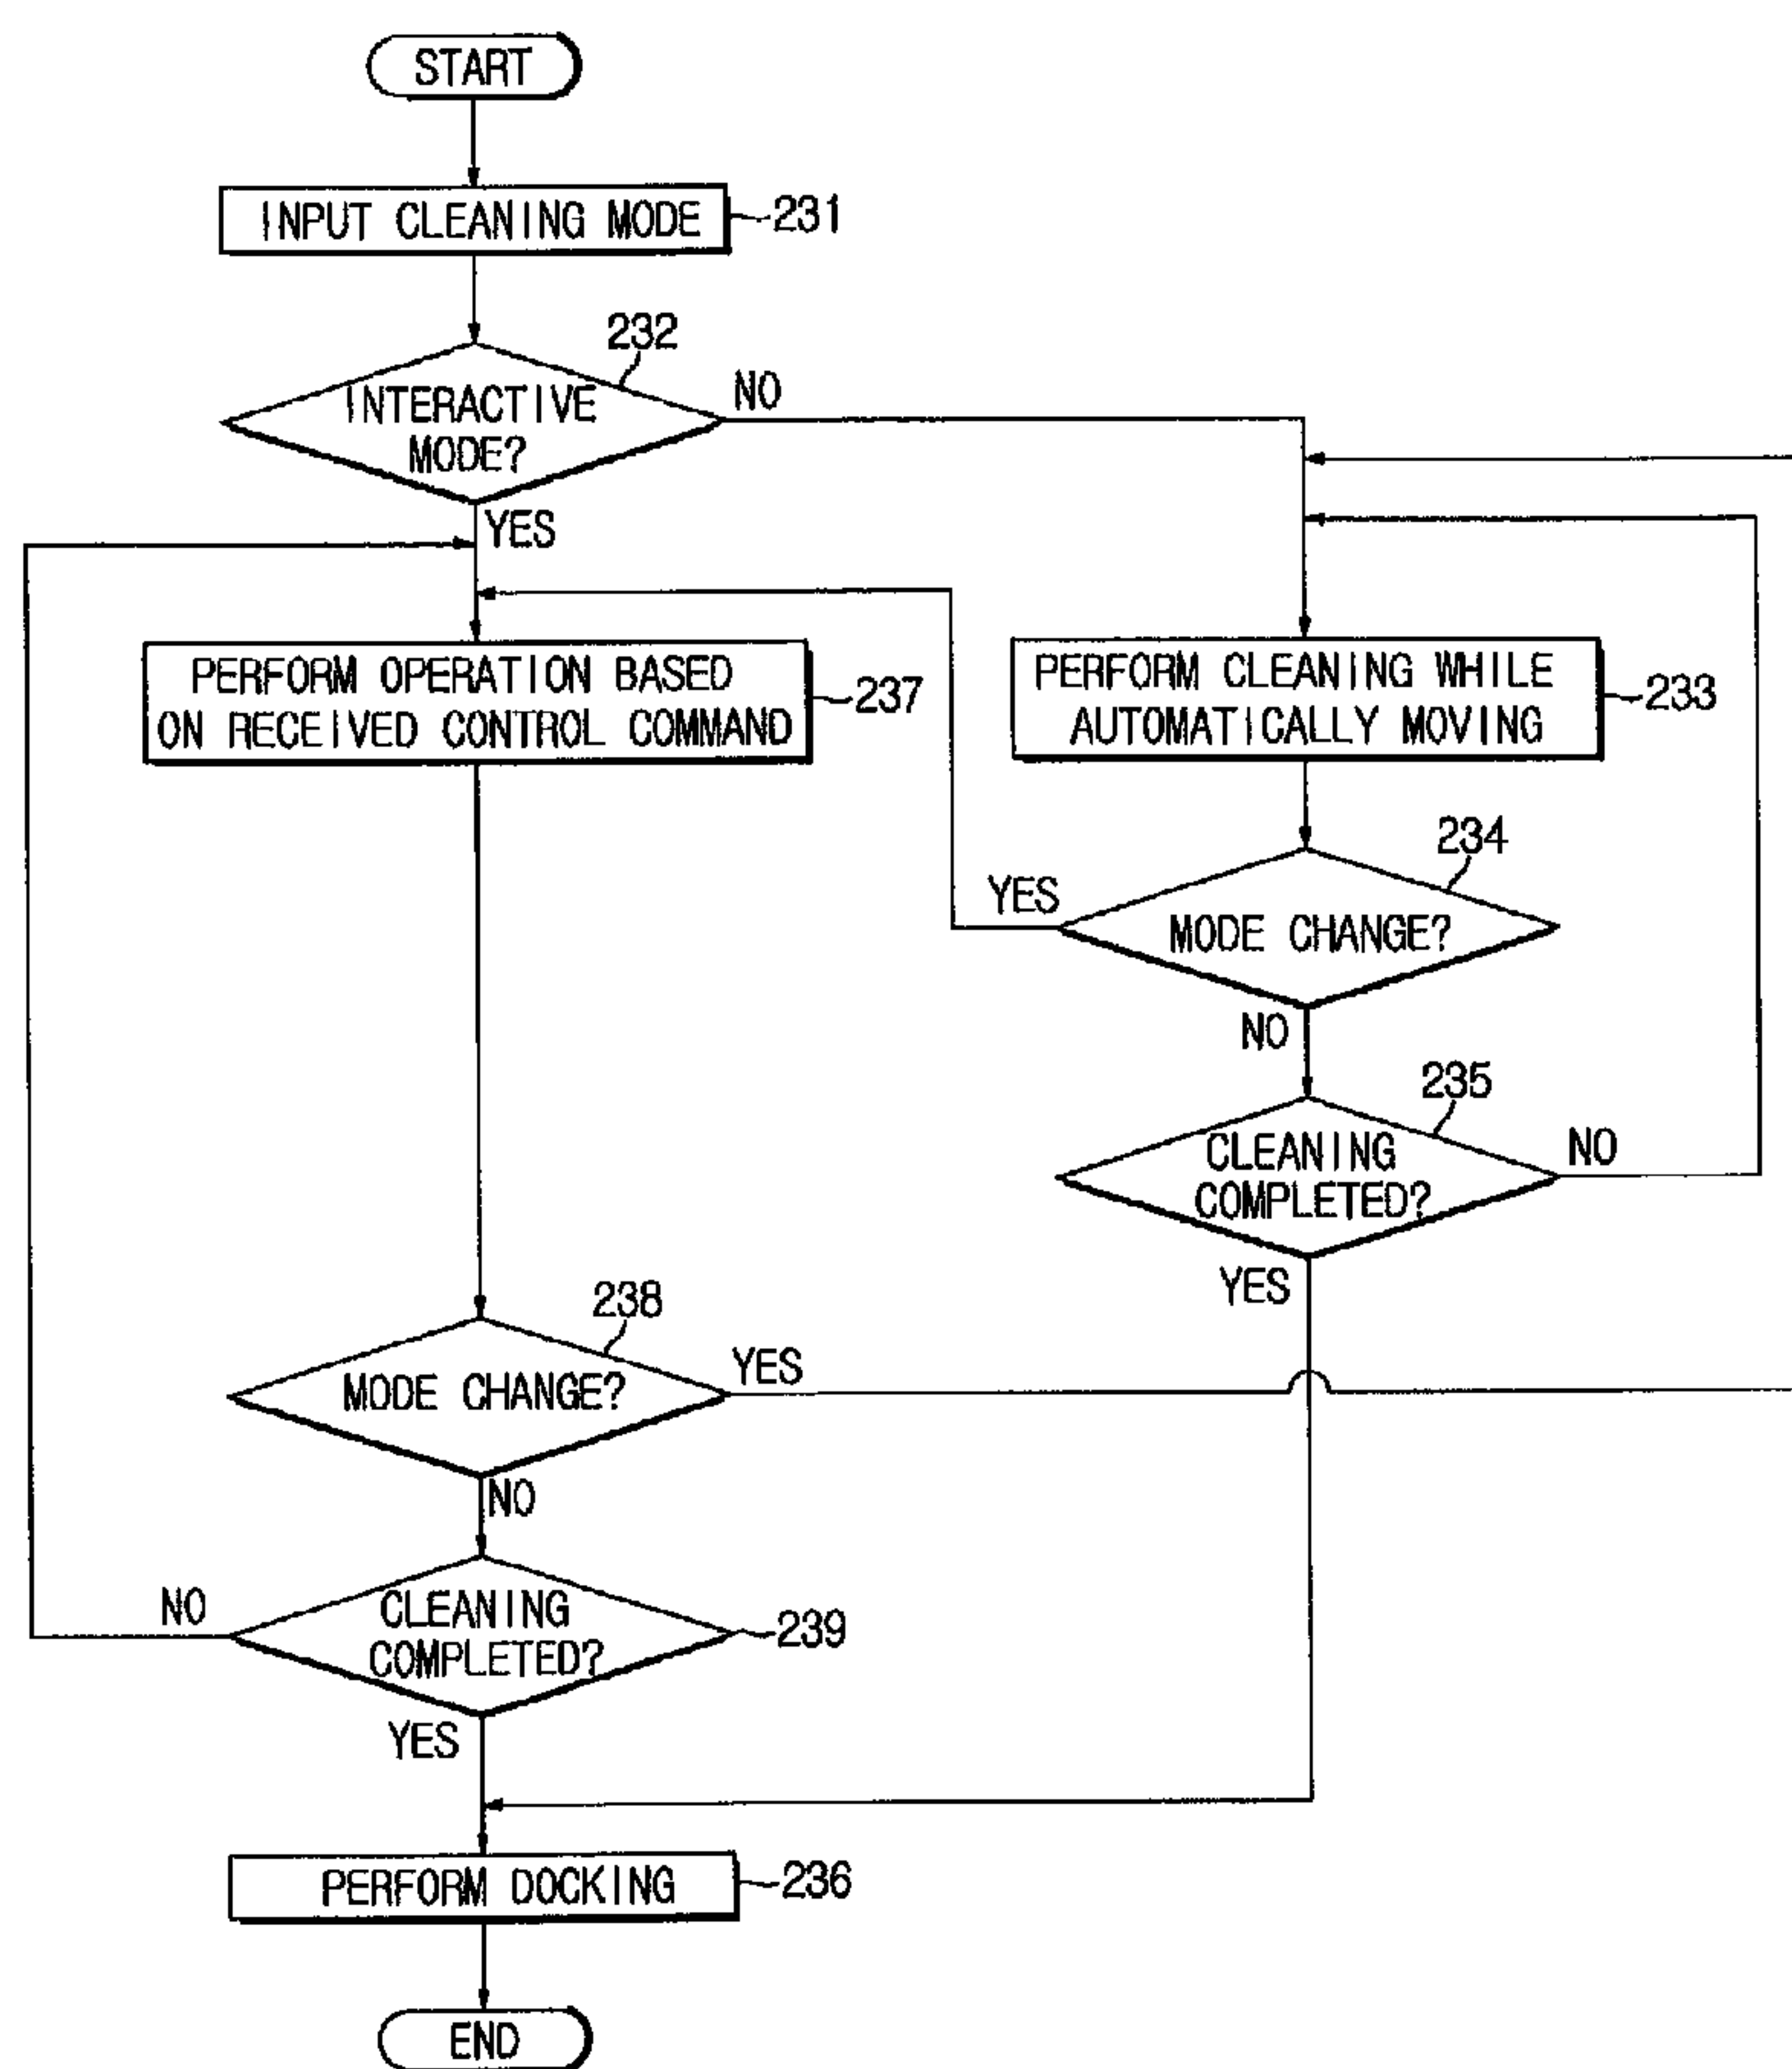 START
INPUT CLEANING MODE
231
232
INTERACTIVE
MODE?
NO
YES
PERFORM OPERATION BASED
ON RECEIVED CONTROL COMMAND
237
PERFORM CLEANING WHILE
AUTOMATICALLY MOVING
233
234
YES
MODE CHANGE?
NO
235
CLEANING
COMPLETED?
NO
YES
238
MODE CHANGE?
YES
NO
NO
CLEANING
COMPLETED?
239
YES
PERFORM DOCKING
236
END